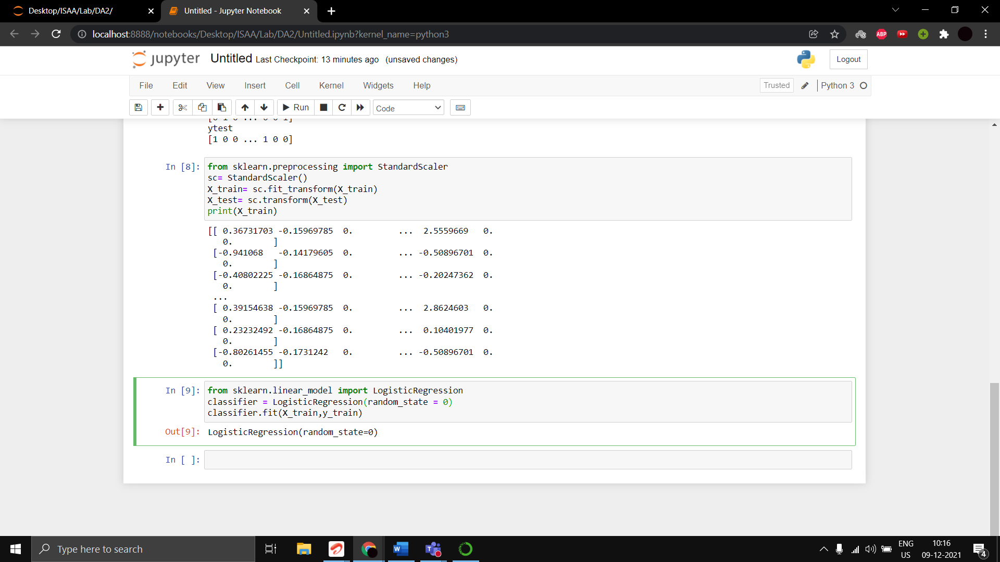 Desktop/ISAA/Lab/DA2/
Untitled - Jupyter Notebook
localhost:8888/notebooks/Desktop/ISAA/Lab/DA2/Untitled.ipynb?kernel_name=python3
ABP
jupyter Untitled Last Checkpoint: 13 minutes ago (unsaved changes)
Logout
File Edit View Insert Cell Kernel Widgets Help
Trusted Python 3
Run Code
ytest
[1 0 0 ... 1 0 0]
In [8]: from sklearn.preprocessing import StandardScaler
sc= StandardScaler()
X_train= sc.fit_transform(X_train)
X_test= sc.transform(X_test)
print(X_train)
[[ 0.36731703 -0.15969785 0. ... 2.5559669 0.
0. ]
[-0.941068 -0.14179605 0. ... -0.50896701 0.
0. ]
[-0.40802225 -0.16864875 0. ... -0.20247362 0.
0. ]
...
[ 0.39154638 -0.15969785 0. ... 2.8624603 0.
0. ]
[ 0.23232492 -0.16864875 0. ... 0.10401977 0.
0. ]
[-0.80261455 -0.1731242 0. ... -0.50896701 0.
0. ]]
In [9]: from sklearn.linear_model import LogisticRegression
classifier = LogisticRegression(random_state = 0)
classifier.fit(X_train,y_train)
Out[9]: LogisticRegression(random_state=0)
In [ ]:
Type here to search
ENG
US
10:16
09-12-2021
4